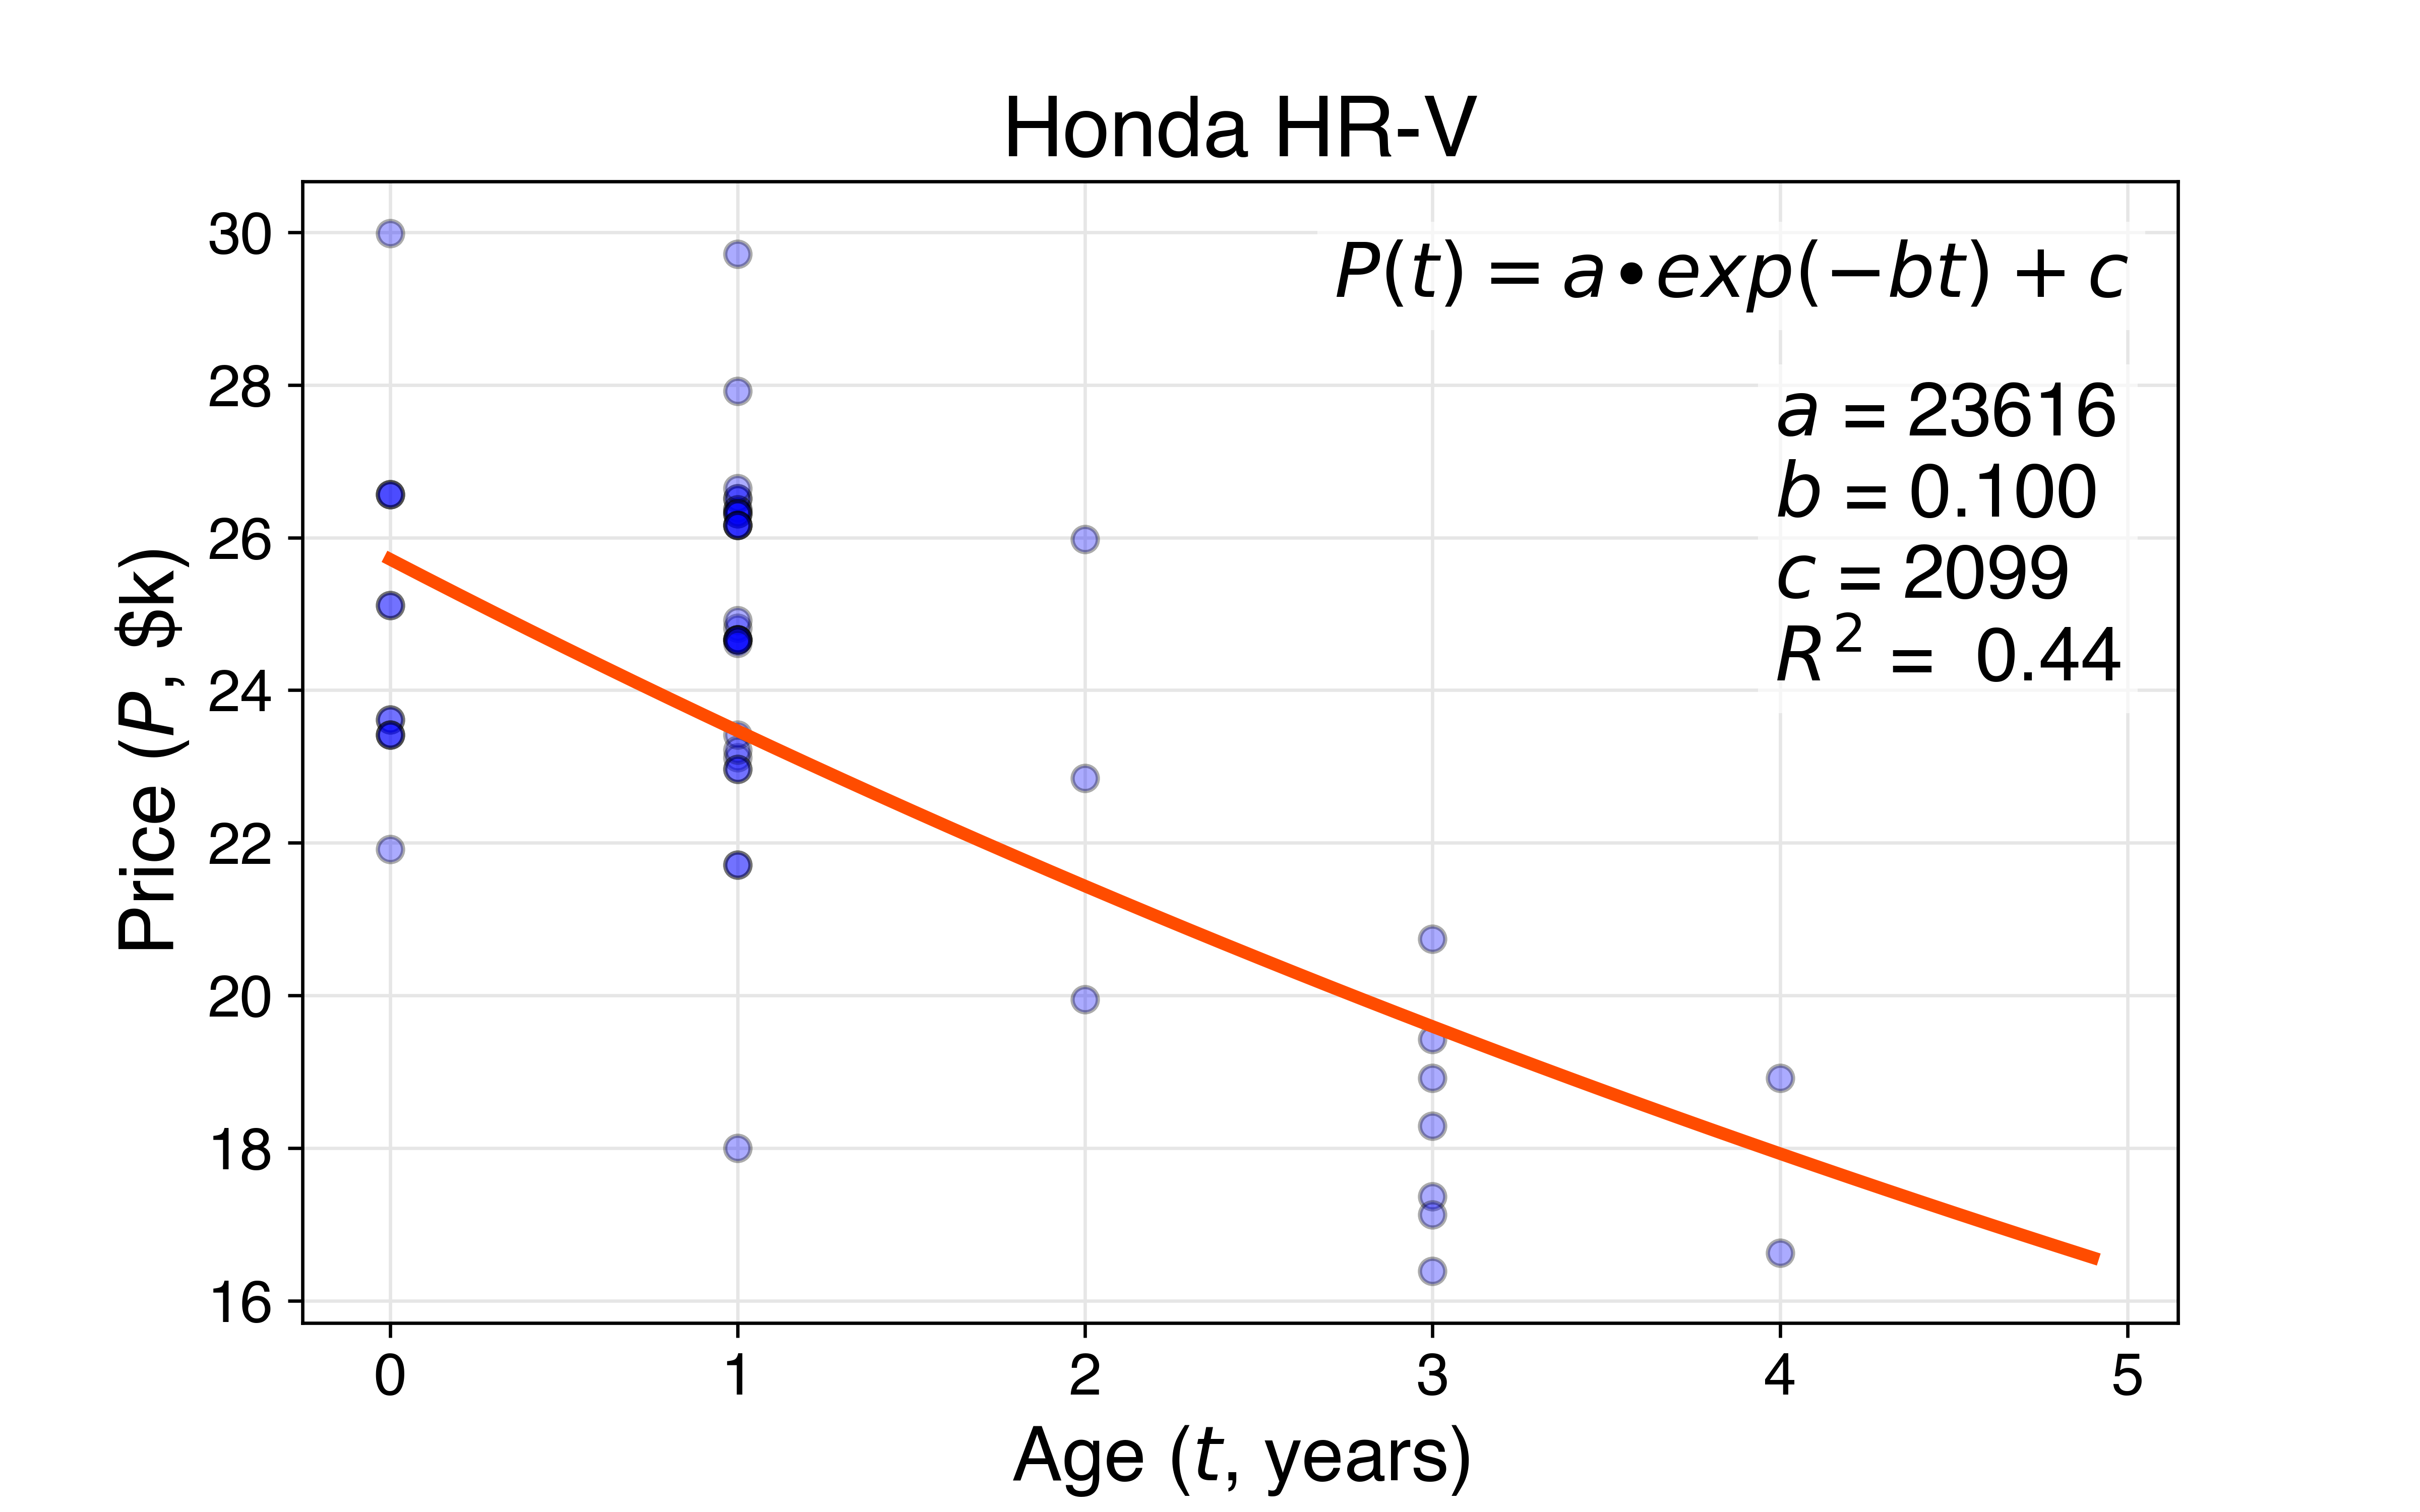 Honda HR-V
P(t) = a•exp(−bt) + c
a = 23616
b = 0.100
c = 2099
R² = 0.44
Price (P, $k)
30
28
26
24
22
20
18
16
0 1 2 3 4 5
Age (t, years)